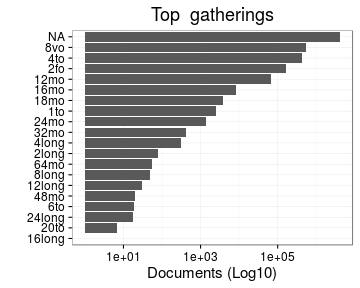 Top gatherings
NA
8vo
4to
2fo
12mo
16mo
18mo
1to
24mo
32mo
4long
2long
64mo
8long
12long
48mo
6to
24long
20to
16long
1e+01 1e+03 1e+05
Documents (Log10)